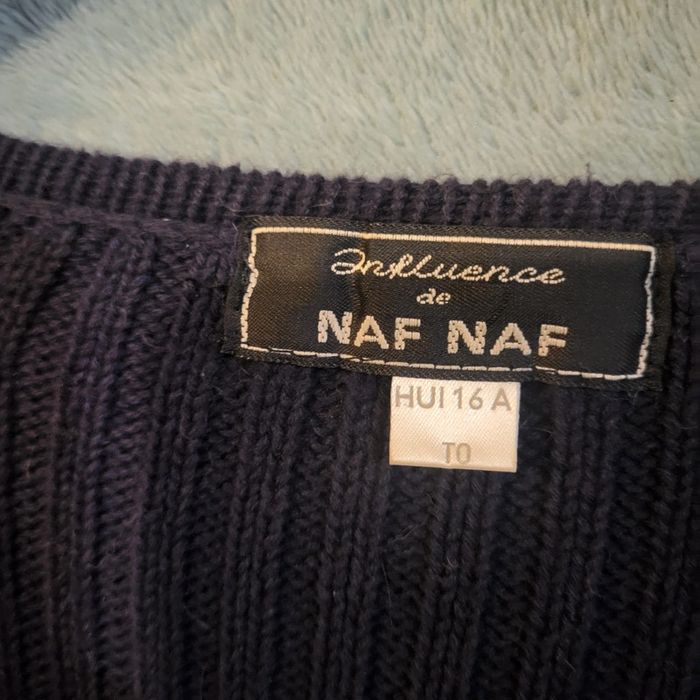 Influence
de
NAF NAF
HUI 16 A
T0